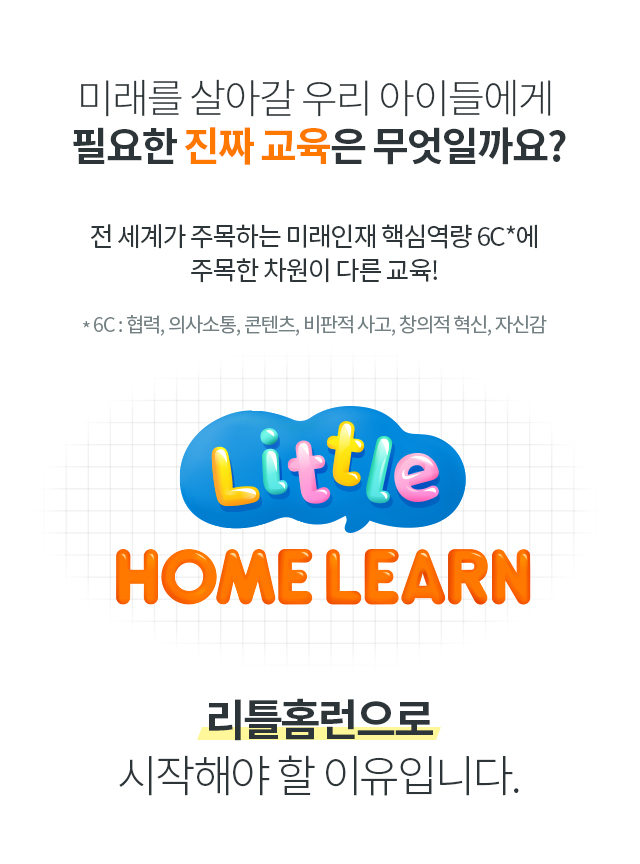 미래를 살아갈 우리 아이들에게
필요한 진짜 교육은 무엇일까요?
전 세계가 주목하는 미래인재 핵심역량 6C*에
주목한 차원이 다른 교육!
* 6C : 협력, 의사소통, 콘텐츠, 비판적 사고, 창의적 혁신, 자신감
Little
HOME LEARN
리틀홈런으로
시작해야 할 이유입니다.